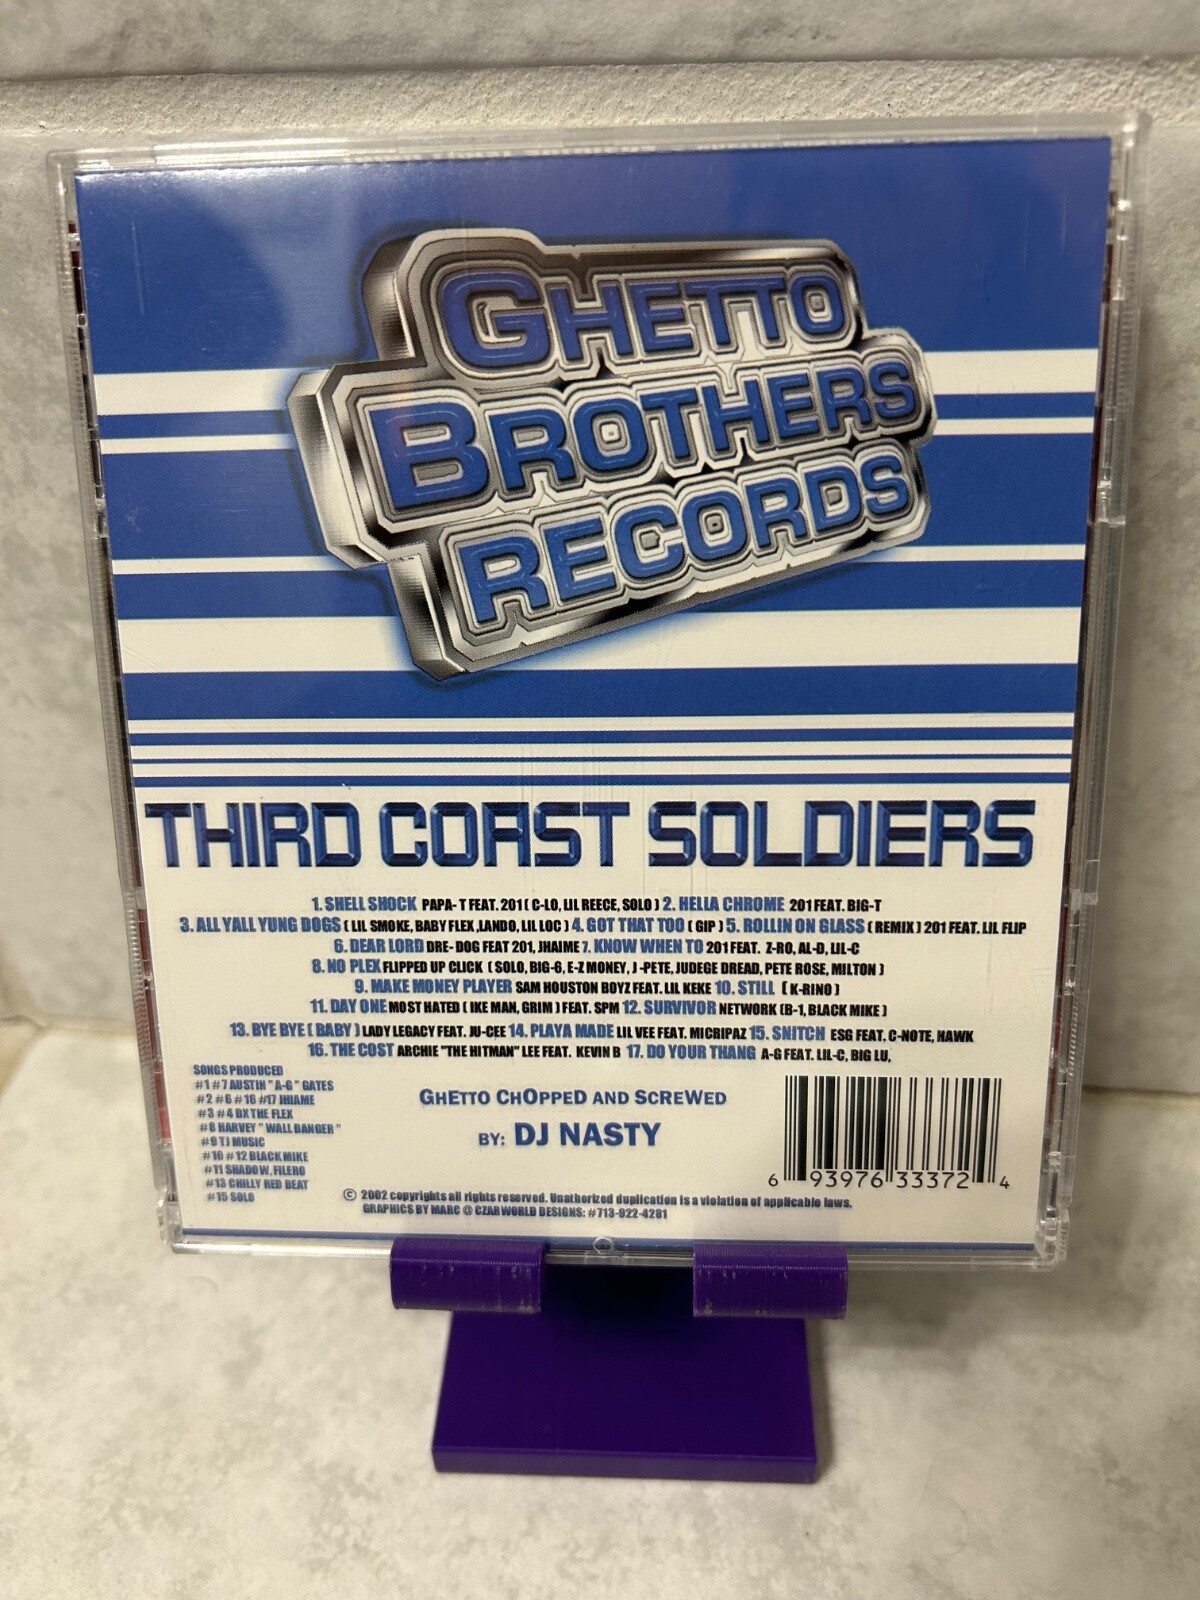 GHETTO
BROTHERS
RECORDS
THIRD COAST SOLDIERS
1. SHELL SHOCK PAPA- T FEAT. 201 ( C-LO, LIL REECE, SOLO ) 2. HELLA CHROME 201 FEAT. BIG-T
3. ALL YALL YUNG DOGS ( LIL SMOKE, BABY FLEX ,LANDO, LIL LOC ) 4. GOT THAT TOO ( GIP ) 5. ROLLIN ON GLASS ( REMIX ) 201 FEAT. LIL FLIP
6. DEAR LORD DRE- DOG FEAT 201, JHAIME 7. KNOW WHEN TO 201 FEAT. Z-RO, AL-D, LIL-C
8. NO PLEX FLIPPED UP CLICK ( SOLO, BIG-6, E-Z MONEY, J -PETE, JUDEGE DREAD, PETE ROSE, MILTON )
9. MAKE MONEY PLAYER SAM HOUSTON BOYZ FEAT. LIL KEKE 10. STILL ( K-RINO )
11. DAY ONE MOST HATED ( IKE MAN, GRIM ) FEAT. SPM 12. SURVIVOR NETWORK (B-1, BLACK MIKE )
13. BYE BYE ( BABY ) LADY LEGACY FEAT. JU-CEE 14. PLAYA MADE LIL VEE FEAT. MICRIPAZ 15. SNITCH ESG FEAT. C-NOTE, HAWK
16. THE COST ARCHIE "THE HITMAN" LEE FEAT. KEVIN B 17. DO YOUR THANG A-G FEAT. LIL-C, BIG LU,
SONGS PRODUCED
#1 #7 AUSTIN "A-G" GATES
#2 #6 #16 #17 JHIAME
#3 #4 DX THE FLEX
#8 HARVEY "WALL BANGER"
#9 TJ MUSIC
#10 #12 BLACK MIKE
#11 SHADOW, FILERO
#13 CHILLY RED BEAT
#15 SOLO
GHETTO CHOPPED AND SCREWED
BY: DJ NASTY
6 93976 33372 4
© 2002 copyrights all rights reserved. Unathorized duplication is a violation of applicable laws.
GRAPHICS BY MARC @ CZAR WORLD DESIGNS: #713-922-4281